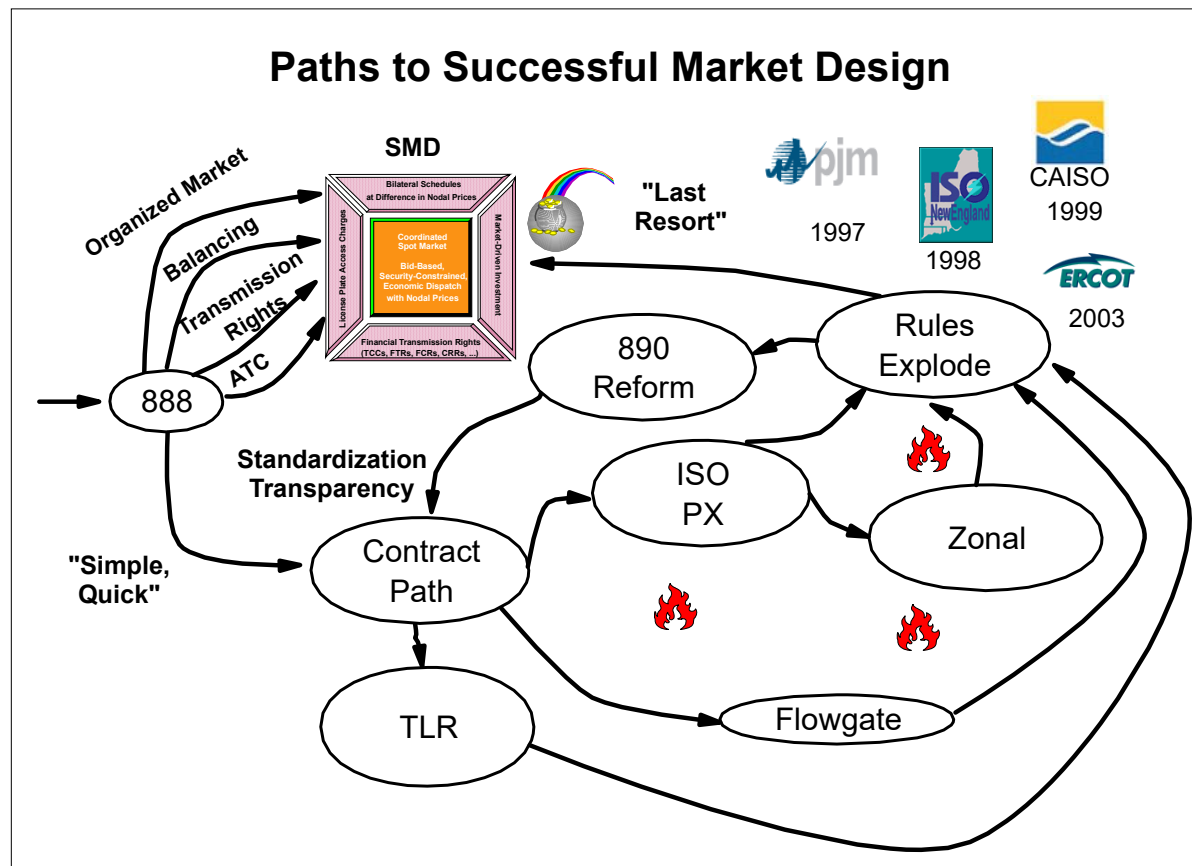 Paths to Successful Market Design
SMD
Organized Market
Balancing
Transmission
Rights
ATC
Bilateral Schedules
at Difference in Nodal Prices
License Plate Access Charges
Coordinated
Spot Market
Bid-Based,
Security-Constrained,
Economic Dispatch
with Nodal Prices
Market-Driven Investment
Financial Transmission Rights
(TCCs, FTRs, FCRs, CRRs, ...)
"Last
Resort"
pjm
1997
ISO
NewEngland
1998
CAISO
1999
ERCOT
2003
888
890
Reform
Rules
Explode
Standardization
Transparency
ISO
PX
Zonal
"Simple,
Quick"
Contract
Path
TLR
Flowgate